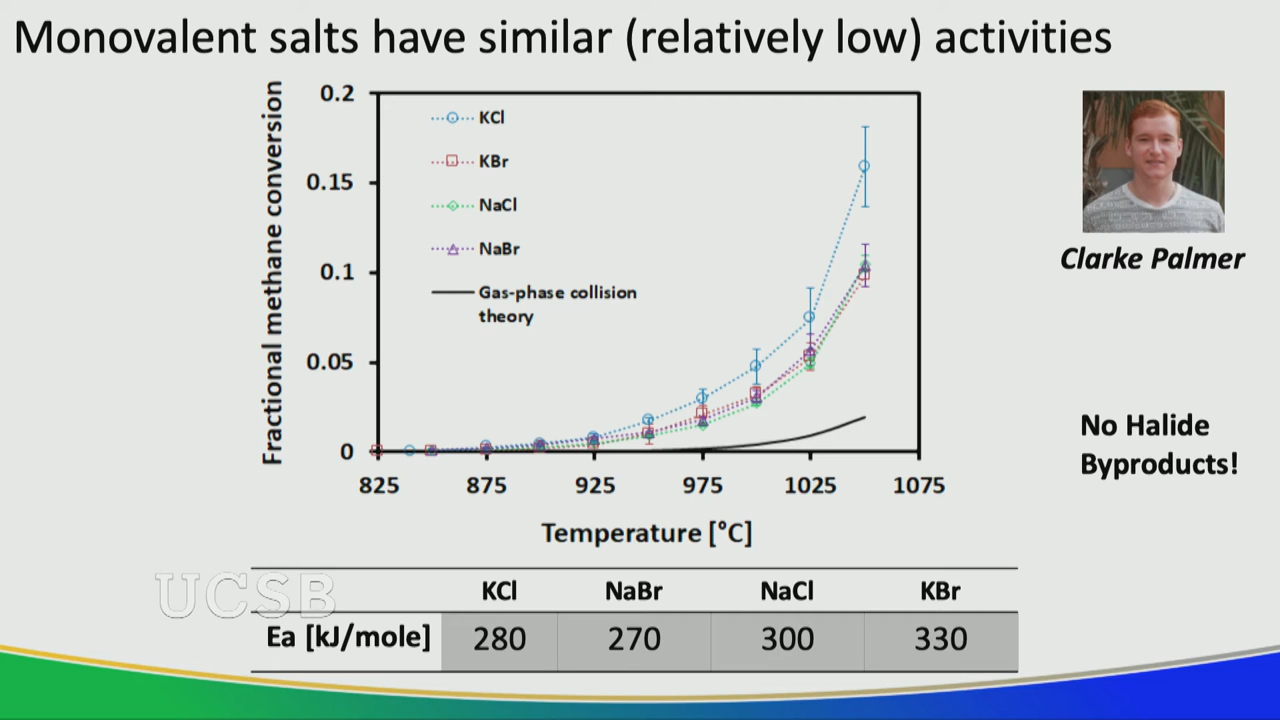 Monovalent salts have similar (relatively low) activities
Fractional methane conversion
0.2
0.15
0.1
0.05
0
KCl
KBr
NaCl
NaBr
Gas-phase collision
theory
825 875 925 975 1025 1075
Temperature [°C]
Clarke Palmer
No Halide
Byproducts!
UCSB
KCl NaBr NaCl KBr
Ea [kJ/mole] 280 270 300 330